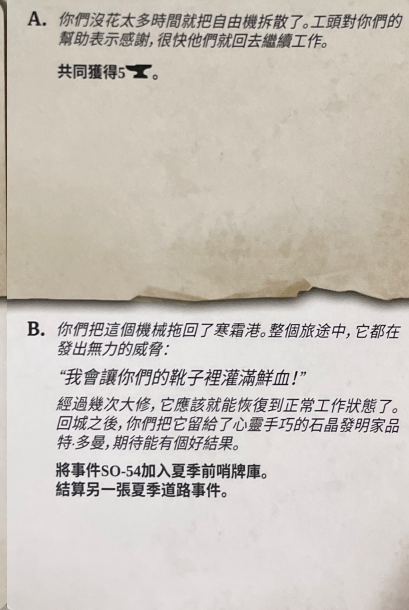 A. 你們沒花太多時間就把自由機拆散了。工頭對你們的
幫助表示感謝，很快他們就回去繼續工作。
共同獲得5。
B. 你們把這個機械拖回了寒霜港。整個旅途中，它都在
發出無力的威脅：
“我會讓你們的靴子裡灌滿鮮血!”
經過幾次大修，它應該就能恢復到正常工作狀態了。
回城之後，你們把它留給了心靈手巧的石晶發明家品
特·多曼，期待能有個好結果。
將事件SO-54加入夏季前哨牌庫。
結算另一張夏季道路事件。